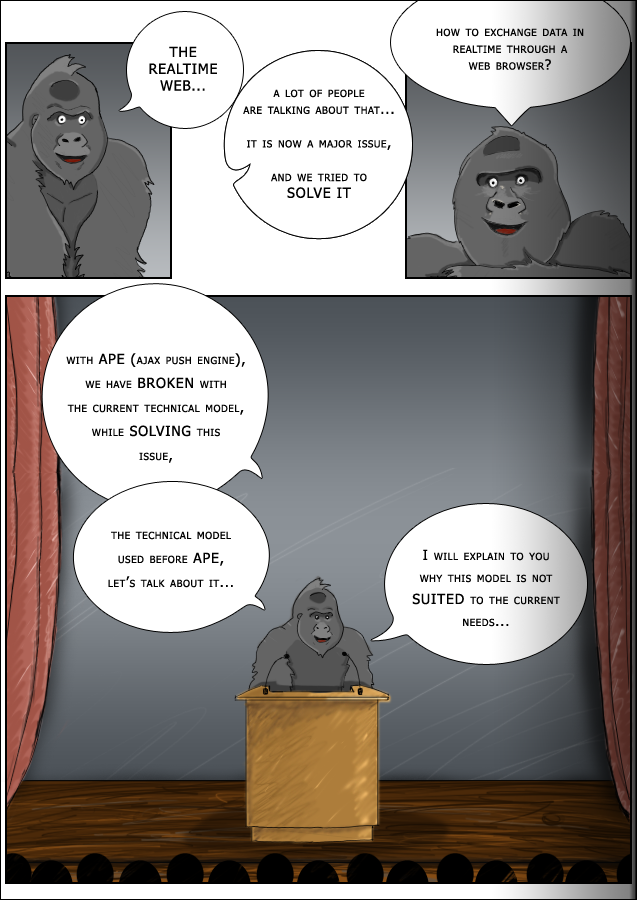 THE
REALTIME
WEB...
A LOT OF PEOPLE
ARE TALKING ABOUT THAT...
IT IS NOW A MAJOR ISSUE,
AND WE TRIED TO
SOLVE IT
HOW TO EXCHANGE DATA IN
REALTIME THROUGH A
WEB BROWSER?
WITH APE (AJAX PUSH ENGINE),
WE HAVE BROKEN WITH
THE CURRENT TECHNICAL MODEL,
WHILE SOLVING THIS
ISSUE,
THE TECHNICAL MODEL
USED BEFORE APE,
LET'S TALK ABOUT IT...
I WILL EXPLAIN TO YOU
WHY THIS MODEL IS NOT
SUITED TO THE CURRENT
NEEDS...